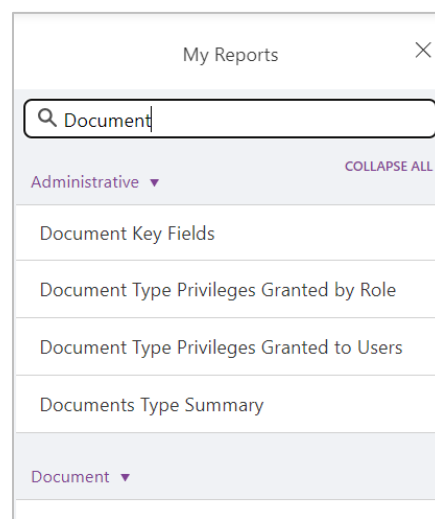 My Reports
Document
COLLAPSE ALL
Administrative
Document Key Fields
Document Type Privileges Granted by Role
Document Type Privileges Granted to Users
Documents Type Summary
Document